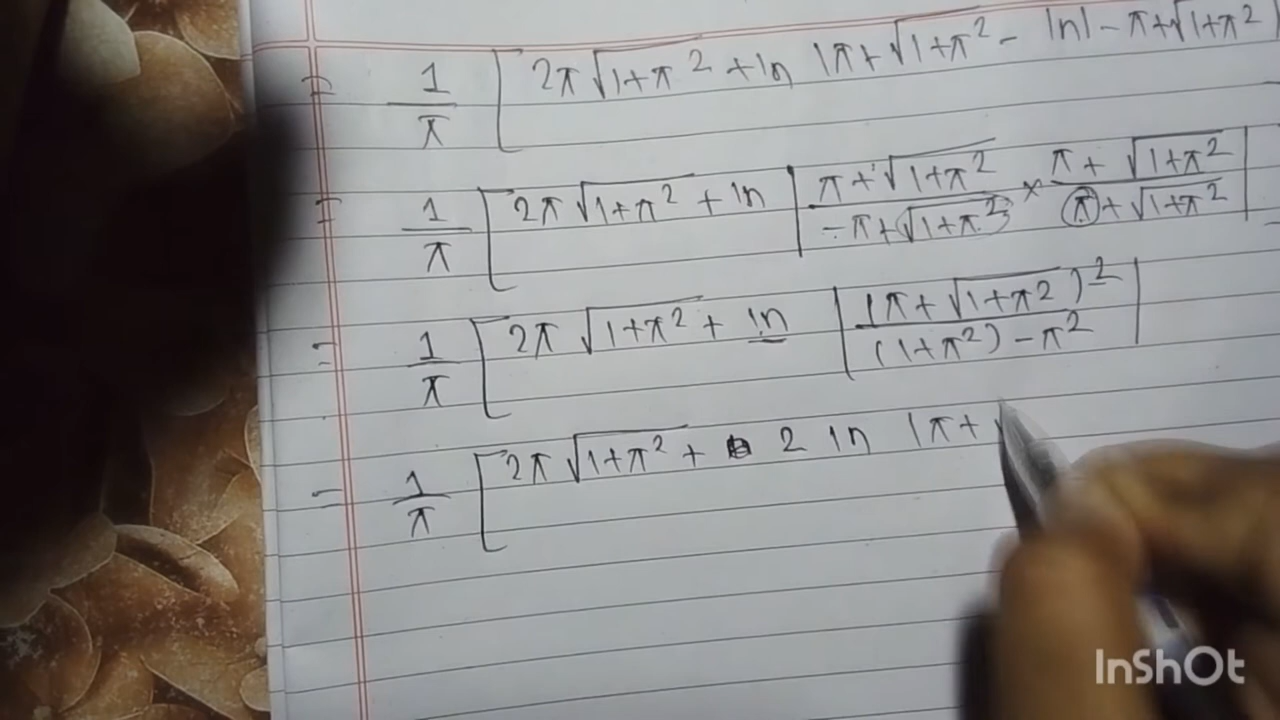 = 1/π [ 2π √(1+π²) + ln |π + √(1+π²) - ln |-π + √(1+π²)
= 1/π [ 2π √(1+π²) + ln | (π + √(1+π²))/(-π + √(1+π²)) × (π + √(1+π²))/(π + √(1+π²)) |
= 1/π [ 2π √(1+π²) + ln | (π + √(1+π²))²/((1+π²) - π²) |
= 1/π [ 2π √(1+π²) + 2 ln |π +
InShOt